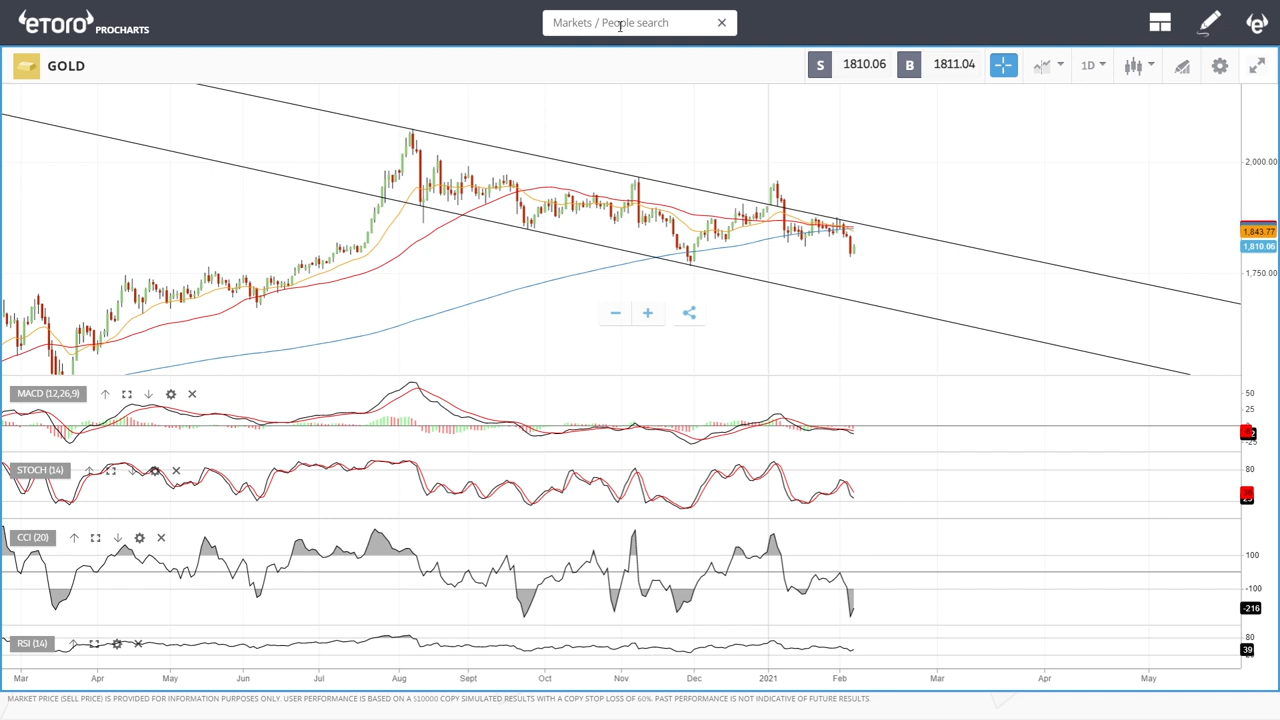 eToro PROCHARTS
Markets / People search
GOLD
S 1810.06 B 1811.04 1D
2,000.00
1,843.77
1,810.06
1,750.00
MACD (12,26,9)
50
25
STOCH (14)
80
CCI (20)
100
-100
-216
RSI (14)
80
39
Mar Apr May Jun Jul Aug Sept Oct Nov Dec 2021 Feb Mar Apr May
MARKET PRICE (SELL PRICE) IS PROVIDED FOR INFORMATION PURPOSES ONLY. USER PERFORMANCE IS BASED ON A $10000 COPY SIMULATED RESULTS WITH A COPY STOP LOSS OF 60%. PAST PERFORMANCE IS NOT INDICATIVE OF FUTURE RESULTS.